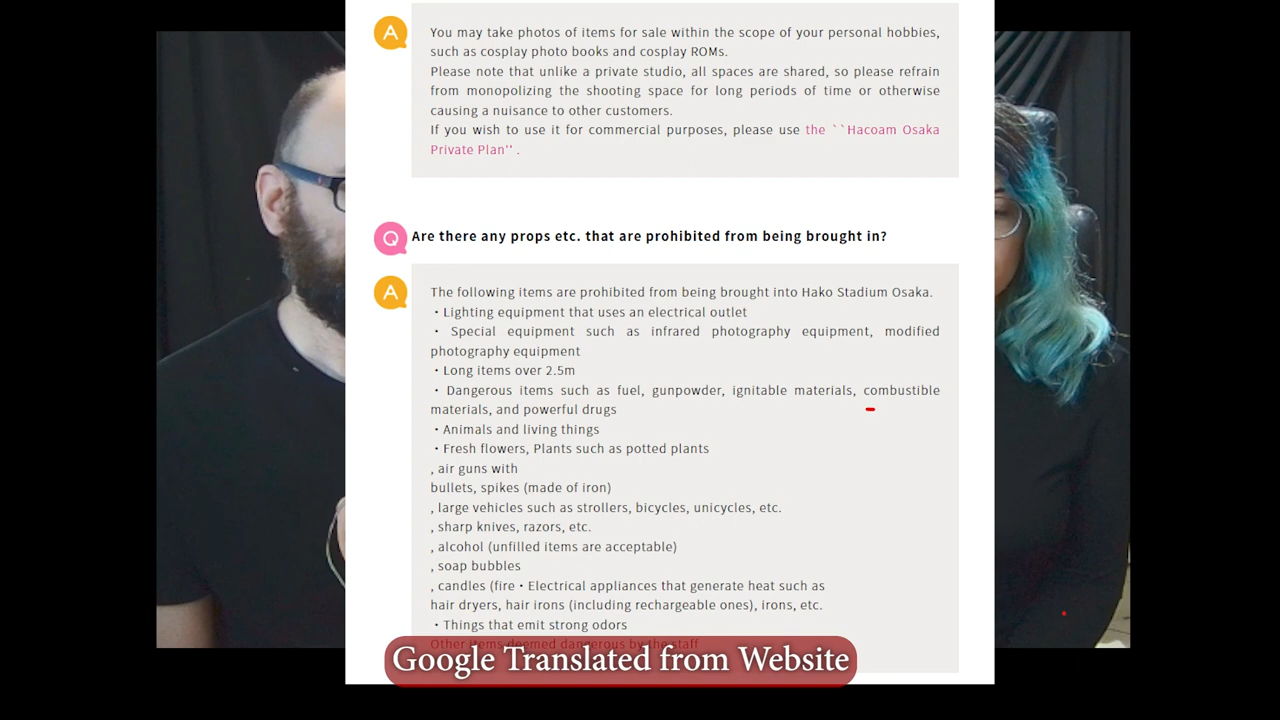 A
You may take photos of items for sale within the scope of your personal hobbies,
such as cosplay photo books and cosplay ROMs.
Please note that unlike a private studio, all spaces are shared, so please refrain
from monopolizing the shooting space for long periods of time or otherwise
causing a nuisance to other customers.
If you wish to use it for commercial purposes, please use the ``Hacoam Osaka
Private Plan'' .
Q
Are there any props etc. that are prohibited from being brought in?
A
The following items are prohibited from being brought into Hako Stadium Osaka.
・Lighting equipment that uses an electrical outlet
・Special equipment such as infrared photography equipment, modified
photography equipment
・Long items over 2.5m
・Dangerous items such as fuel, gunpowder, ignitable materials, combustible
materials, and powerful drugs
・Animals and living things
・Fresh flowers, Plants such as potted plants
, air guns with
bullets, spikes (made of iron)
, large vehicles such as strollers, bicycles, unicycles, etc.
, sharp knives, razors, etc.
, alcohol (unfilled items are acceptable)
, soap bubbles
, candles (fire・Electrical appliances that generate heat such as
hair dryers, hair irons (including rechargeable ones), irons, etc.
・Things that emit strong odors
Other items deemed dangerous by the staff
Google Translated from Website